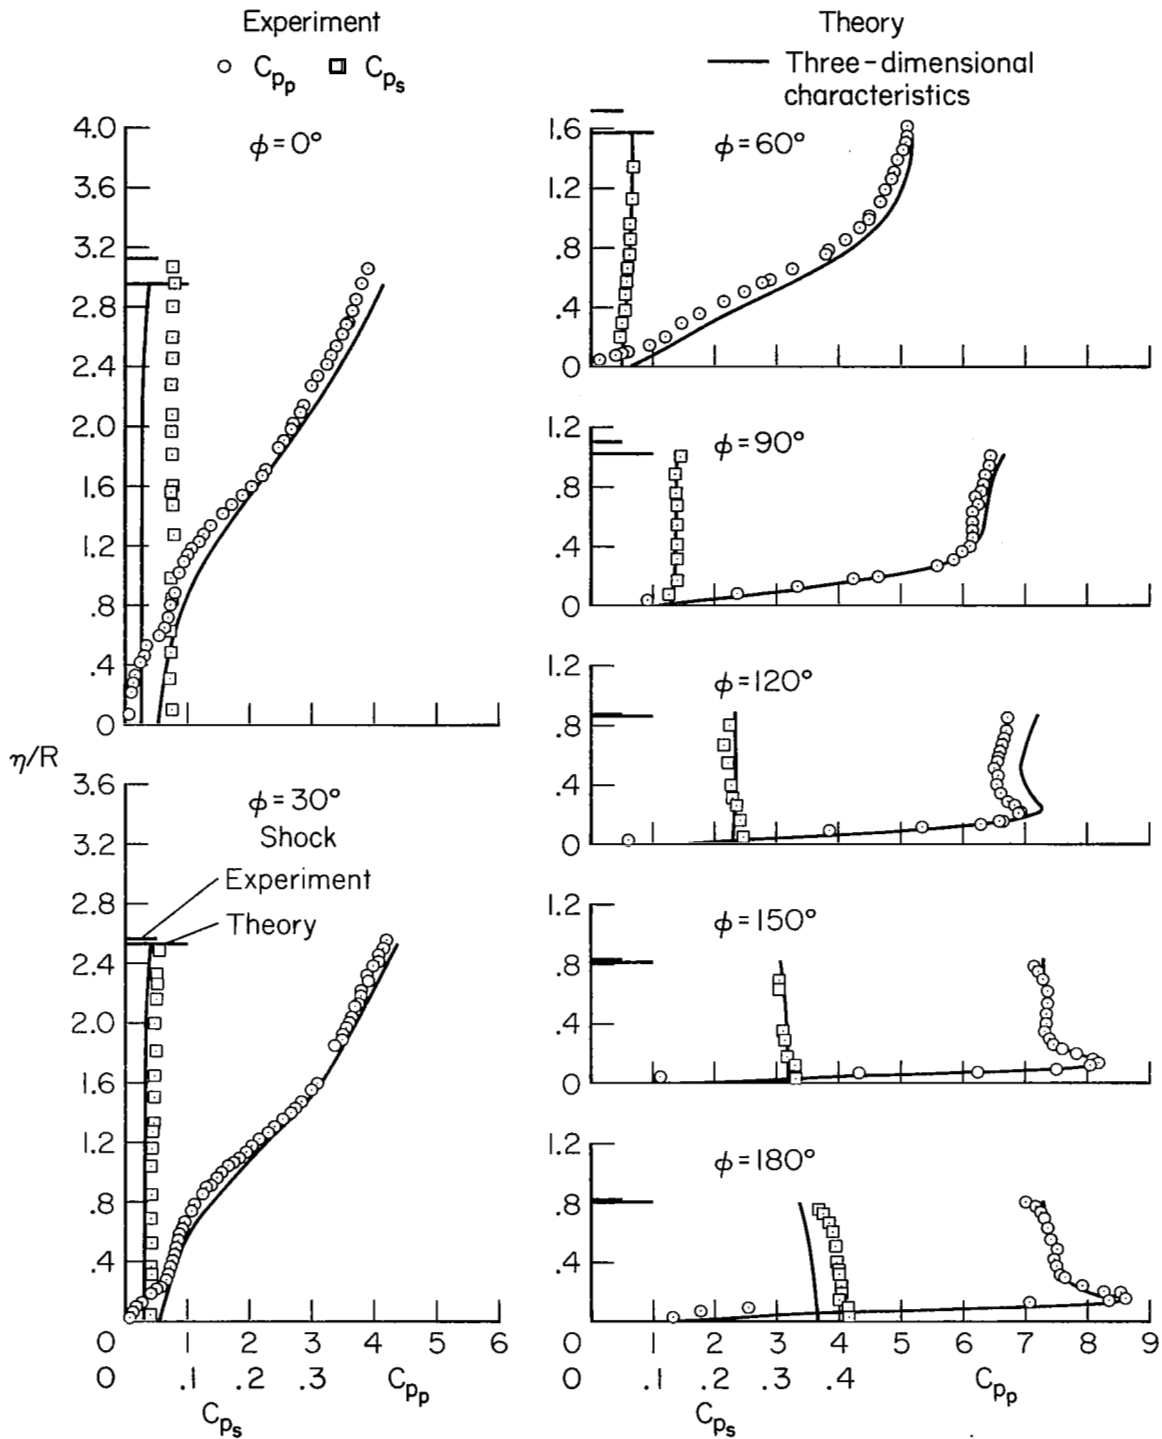 Experiment
○ Cpp □ Cps
Theory
Three-dimensional
characteristics
φ=0°
4.0
3.6
3.2
2.8
2.4
2.0
1.6
1.2
.8
.4
0
η/R
φ=30°
Shock
Experiment
Theory
3.6
3.2
2.8
2.4
2.0
1.6
1.2
.8
.4
0 1 2 3 4 5 6
0 .1 .2 Cpp
Cps
φ=60°
1.6
1.2
.8
.4
0
φ=90°
1.2
.8
.4
0
φ=120°
1.2
.8
.4
0
φ=150°
1.2
.8
.4
0
φ=180°
1.2
.8
.4
0 1 2 3 4 5 6 7 8 9
0 .1 .2 .3 .4 Cpp
Cps